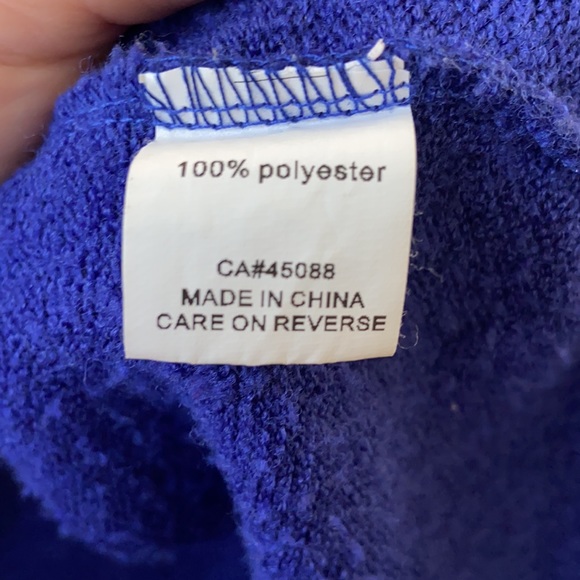 100% polyester
CA#45088
MADE IN CHINA
CARE ON REVERSE